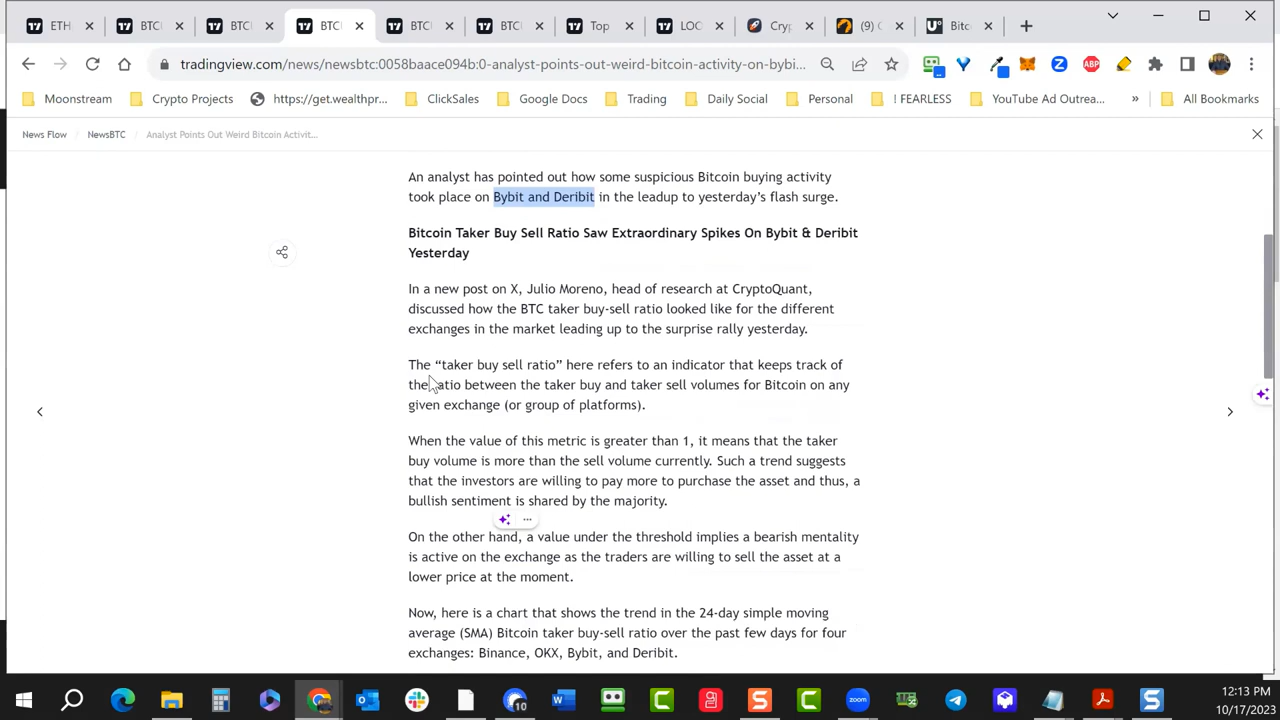 ETH
BTC
BTC
BTC
BTC
BTC
Top
LOC
Cryp
(9) C
Bitc
tradingview.com/news/newsbtc:0058baace094b:0-analyst-points-out-weird-bitcoin-activity-on-bybi...
ABP
Moonstream
Crypto Projects
https://get.wealthpr...
ClickSales
Google Docs
Trading
Daily Social
Personal
! FEARLESS
YouTube Ad Outrea...
»
All Bookmarks
News Flow / NewsBTC / Analyst Points Out Weird Bitcoin Activit...
An analyst has pointed out how some suspicious Bitcoin buying activity
took place on Bybit and Deribit in the leadup to yesterday’s flash surge.
Bitcoin Taker Buy Sell Ratio Saw Extraordinary Spikes On Bybit & Deribit
Yesterday
In a new post on X, Julio Moreno, head of research at CryptoQuant,
discussed how the BTC taker buy-sell ratio looked like for the different
exchanges in the market leading up to the surprise rally yesterday.
The “taker buy sell ratio” here refers to an indicator that keeps track of
the ratio between the taker buy and taker sell volumes for Bitcoin on any
given exchange (or group of platforms).
When the value of this metric is greater than 1, it means that the taker
buy volume is more than the sell volume currently. Such a trend suggests
that the investors are willing to pay more to purchase the asset and thus, a
bullish sentiment is shared by the majority.
On the other hand, a value under the threshold implies a bearish mentality
is active on the exchange as the traders are willing to sell the asset at a
lower price at the moment.
Now, here is a chart that shows the trend in the 24-day simple moving
average (SMA) Bitcoin taker buy-sell ratio over the past few days for four
exchanges: Binance, OKX, Bybit, and Deribit.
10
zoom
12:13 PM
10/17/2023